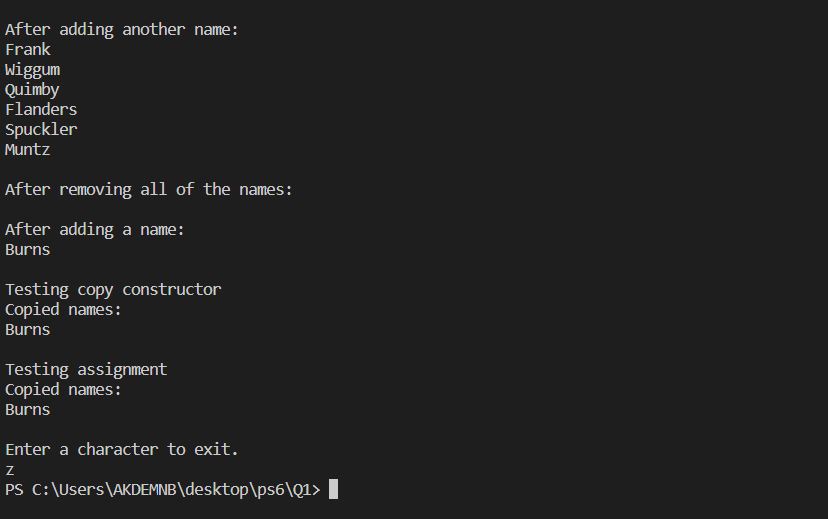 After adding another name:
Frank
Wiggum
Quimby
Flanders
Spuckler
Muntz
After removing all of the names:
After adding a name:
Burns
Testing copy constructor
Copied names:
Burns
Testing assignment
Copied names:
Burns
Enter a character to exit.
z
PS C:\Users\AKDEMNB\desktop\ps6\Q1>